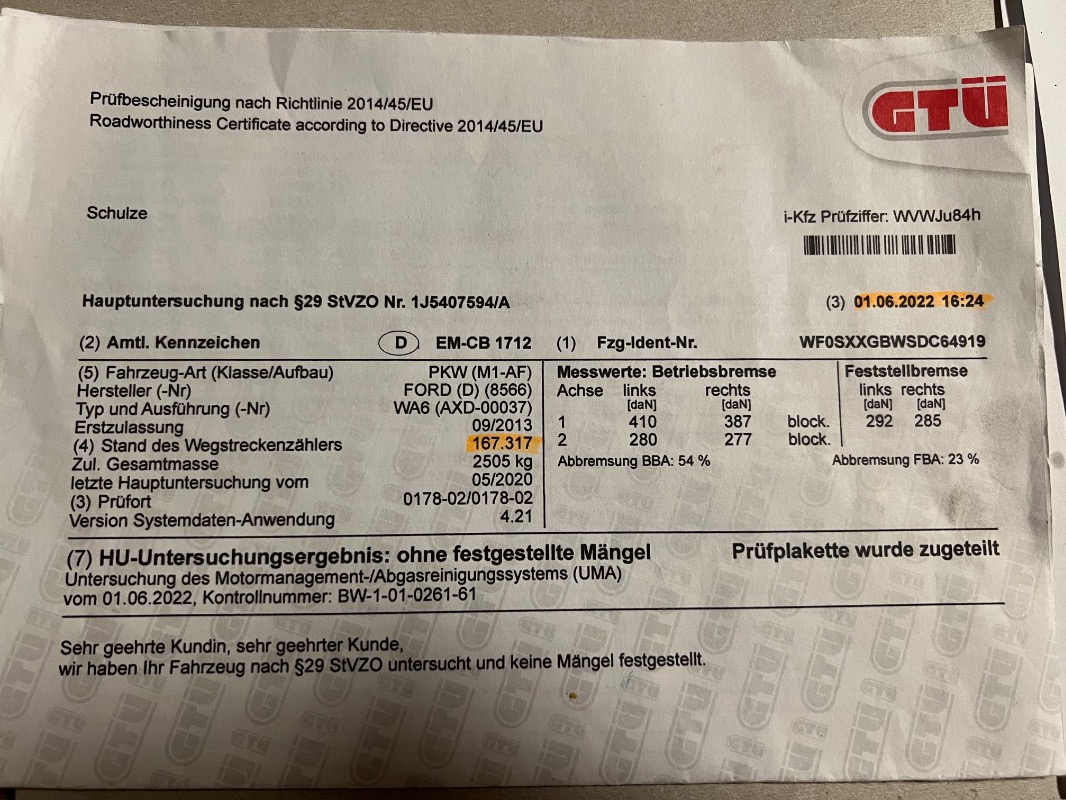 GTÜ
Prüfbescheinigung nach Richtlinie 2014/45/EU
Roadworthiness Certificate according to Directive 2014/45/EU
Schulze
i-Kfz Prüfziffer: WVWJu84h
Hauptuntersuchung nach §29 StVZO Nr. 1J5407594/A (3) 01.06.2022 16:24
(2) Amtl. Kennzeichen D EM-CB 1712 (1) Fzg-Ident-Nr. WF0SXXGBWSDC64919
(5) Fahrzeug-Art (Klasse/Aufbau) PKW (M1-AF)
Hersteller (-Nr) FORD (D) (8566)
Typ und Ausführung (-Nr) WA6 (AXD-00037)
Erstzulassung 09/2013
(4) Stand des Wegstreckenzählers 167.317
Zul. Gesamtmasse 2505 kg
letzte Hauptuntersuchung vom 05/2020
(3) Prüfort 0178-02/0178-02
Version Systemdaten-Anwendung 4.21
Messwerte: Betriebsbremse
Achse links rechts
[daN] [daN]
1 410 387 block.
2 280 277 block.
Abbremsung BBA: 54 %
Feststellbremse
links rechts
[daN] [daN]
292 285
Abbremsung FBA: 23 %
(7) HU-Untersuchungsergebnis: ohne festgestellte Mängel Prüfplakette wurde zugeteilt
Untersuchung des Motormanagement-/Abgasreinigungssystems (UMA)
vom 01.06.2022, Kontrollnummer: BW-1-01-0261-61
Sehr geehrte Kundin, sehr geehrter Kunde,
wir haben Ihr Fahrzeug nach §29 StVZO untersucht und keine Mängel festgestellt.